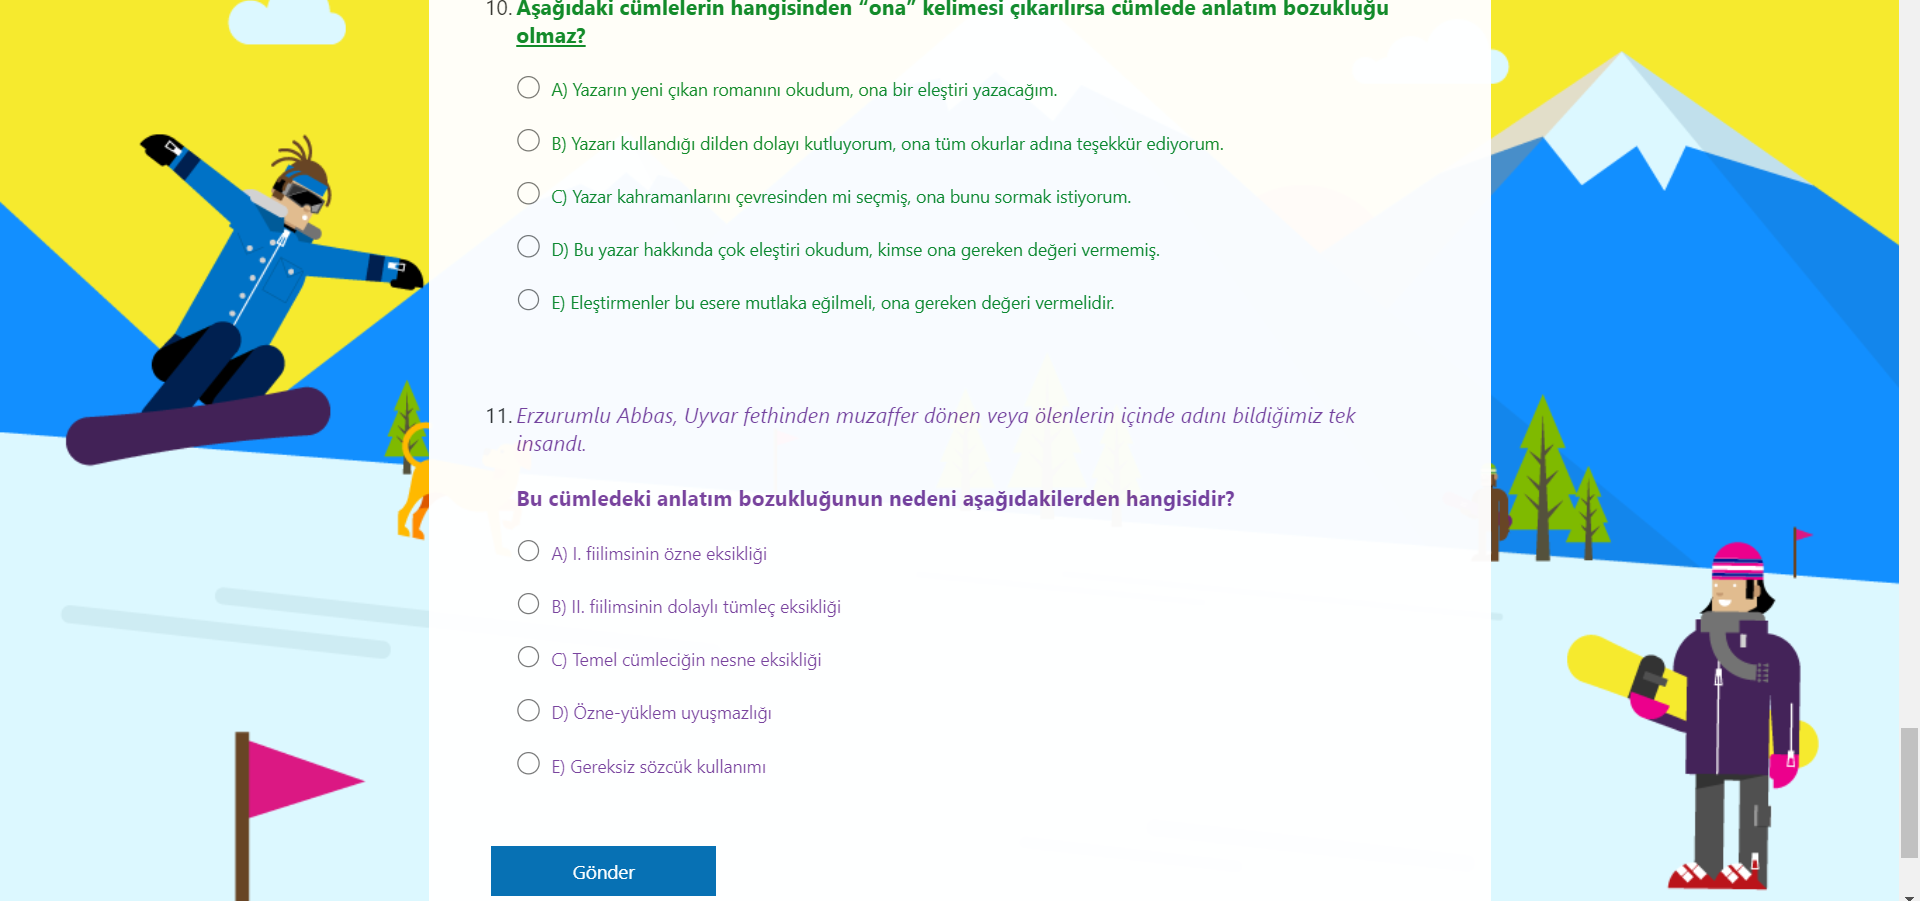 10. Aşağıdaki cümlelerin hangisinden “ona” kelimesi çıkarılırsa cümlede anlatım bozukluğu
olmaz?
A) Yazarın yeni çıkan romanını okudum, ona bir eleştiri yazacağım.
B) Yazarı kullandığı dilden dolayı kutluyorum, ona tüm okurlar adına teşekkür ediyorum.
C) Yazar kahramanlarını çevresinden mi seçmiş, ona bunu sormak istiyorum.
D) Bu yazar hakkında çok eleştiri okudum, kimse ona gereken değeri vermemiş.
E) Eleştirmenler bu esere mutlaka eğilmeli, ona gereken değeri vermelidir.
11. Erzurumlu Abbas, Uyvar fethinden muzaffer dönen veya ölenlerin içinde adını bildiğimiz tek
insandı.
Bu cümledeki anlatım bozukluğunun nedeni aşağıdakilerden hangisidir?
A) I. fiilimsinin özne eksikliği
B) II. fiilimsinin dolaylı tümleç eksikliği
C) Temel cümleciğin nesne eksikliği
D) Özne-yüklem uyuşmazlığı
E) Gereksiz sözcük kullanımı
Gönder